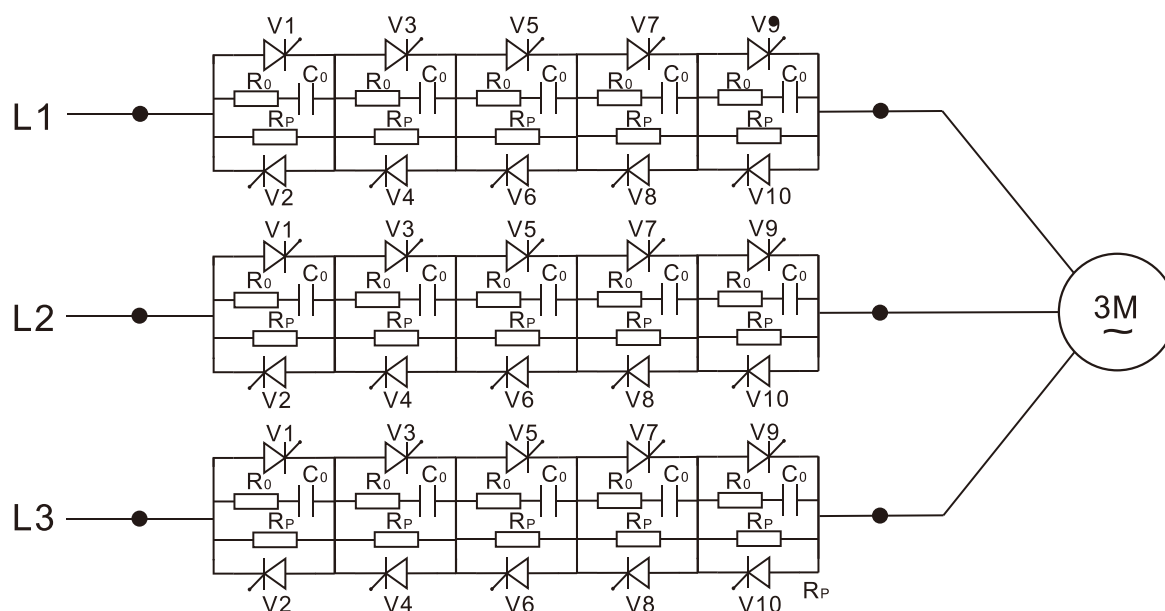 V1 V3 V5 V7 V9
R0 C0 R0 C0 R0 C0 R0 C0 R0 C0
L1
RP RP RP RP RP
V2 V4 V6 V8 V10
V1 V3 V5 V7 V9
R0 C0 R0 C0 R0 C0 R0 C0 R0 C0
L2
3M
~
RP RP RP RP RP
V2 V4 V6 V8 V10
V1 V3 V5 V7 V9
R0 C0 R0 C0 R0 C0 R0 C0 R0 C0
L3
RP RP RP RP RP
V2 V4 V6 V8 V10 RP